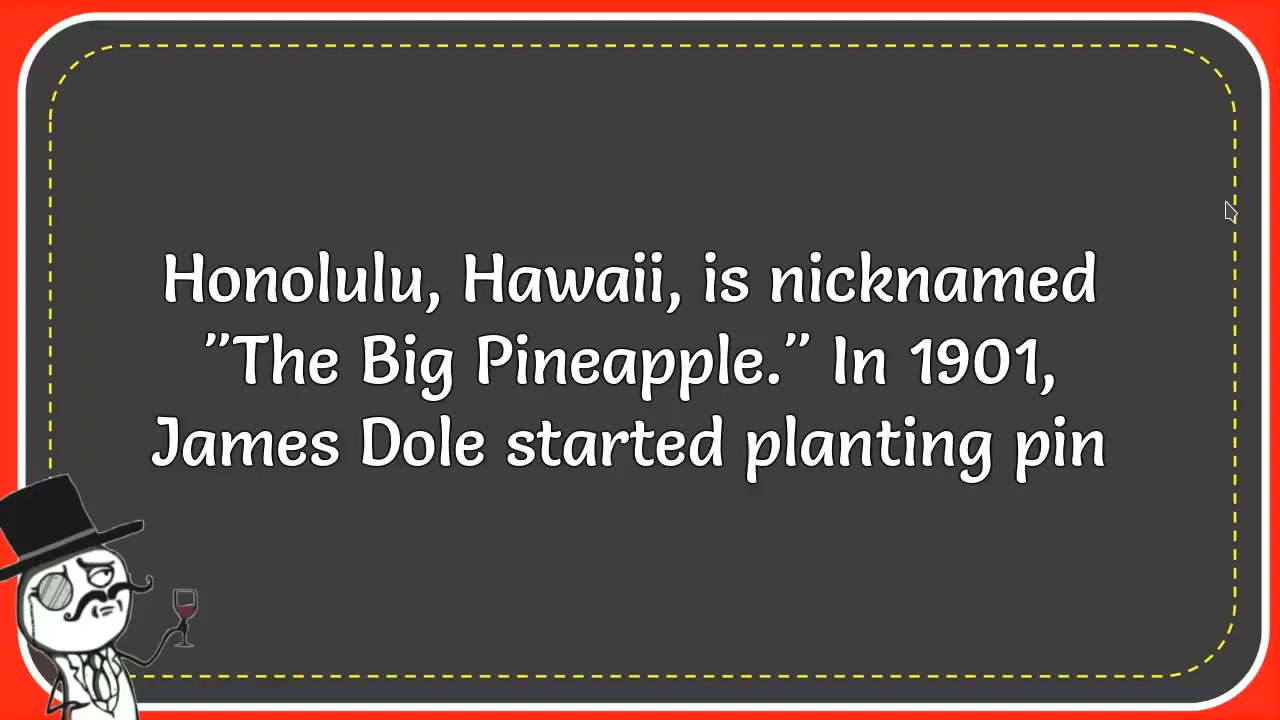 Honolulu, Hawaii, is nicknamed
"The Big Pineapple." In 1901,
James Dole started planting pin